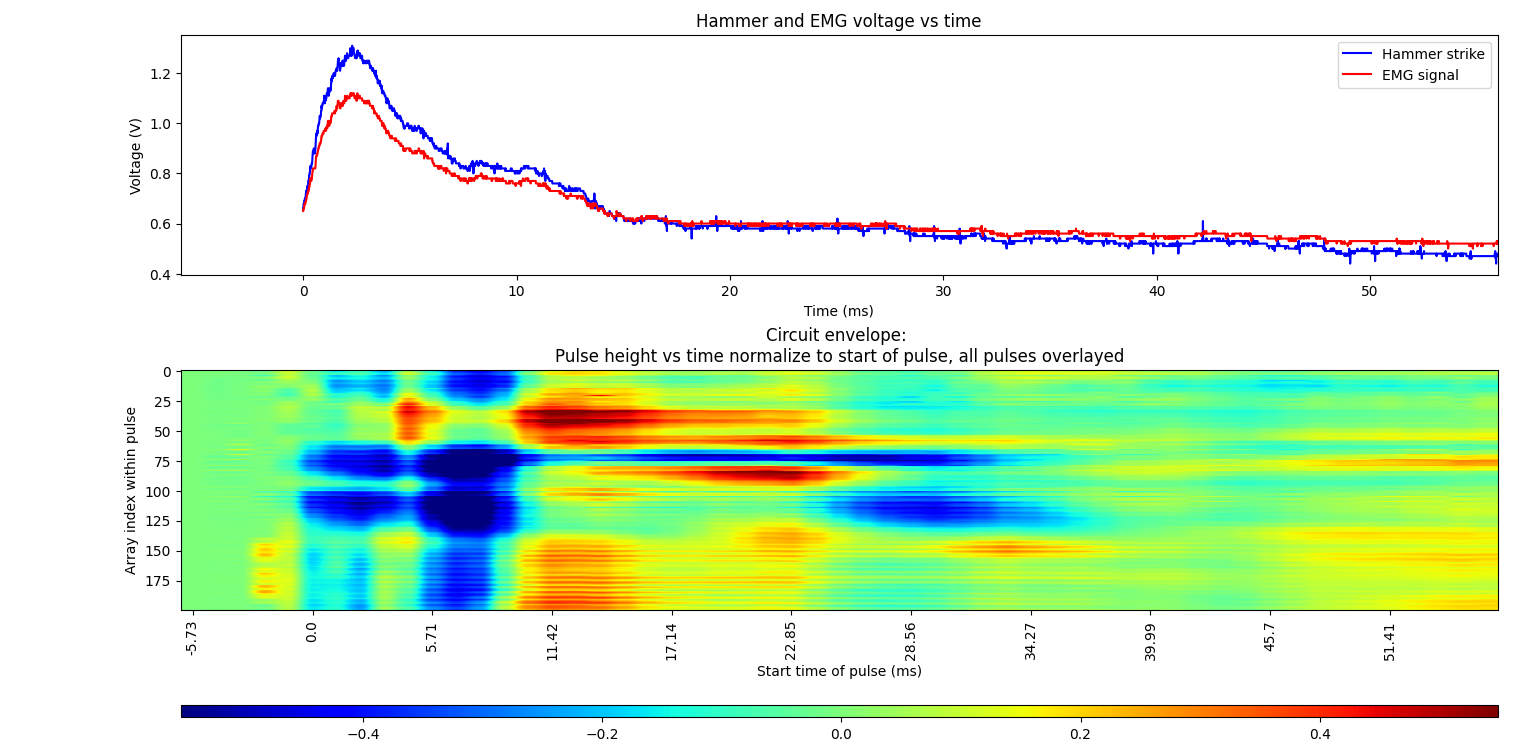 Hammer and EMG voltage vs time
Hammer strike
EMG signal
Voltage (V)
1.2
1.0
0.8
0.6
0.4
0 10 20 30 40 50
Time (ms)
Circuit envelope:
Pulse height vs time normalize to start of pulse, all pulses overlayed
Array index within pulse
0
25
50
75
100
125
150
175
-5.73 0.0 5.71 11.42 17.14 22.85 28.56 34.27 39.99 45.7 51.41
Start time of pulse (ms)
−0.4 −0.2 0.0 0.2 0.4